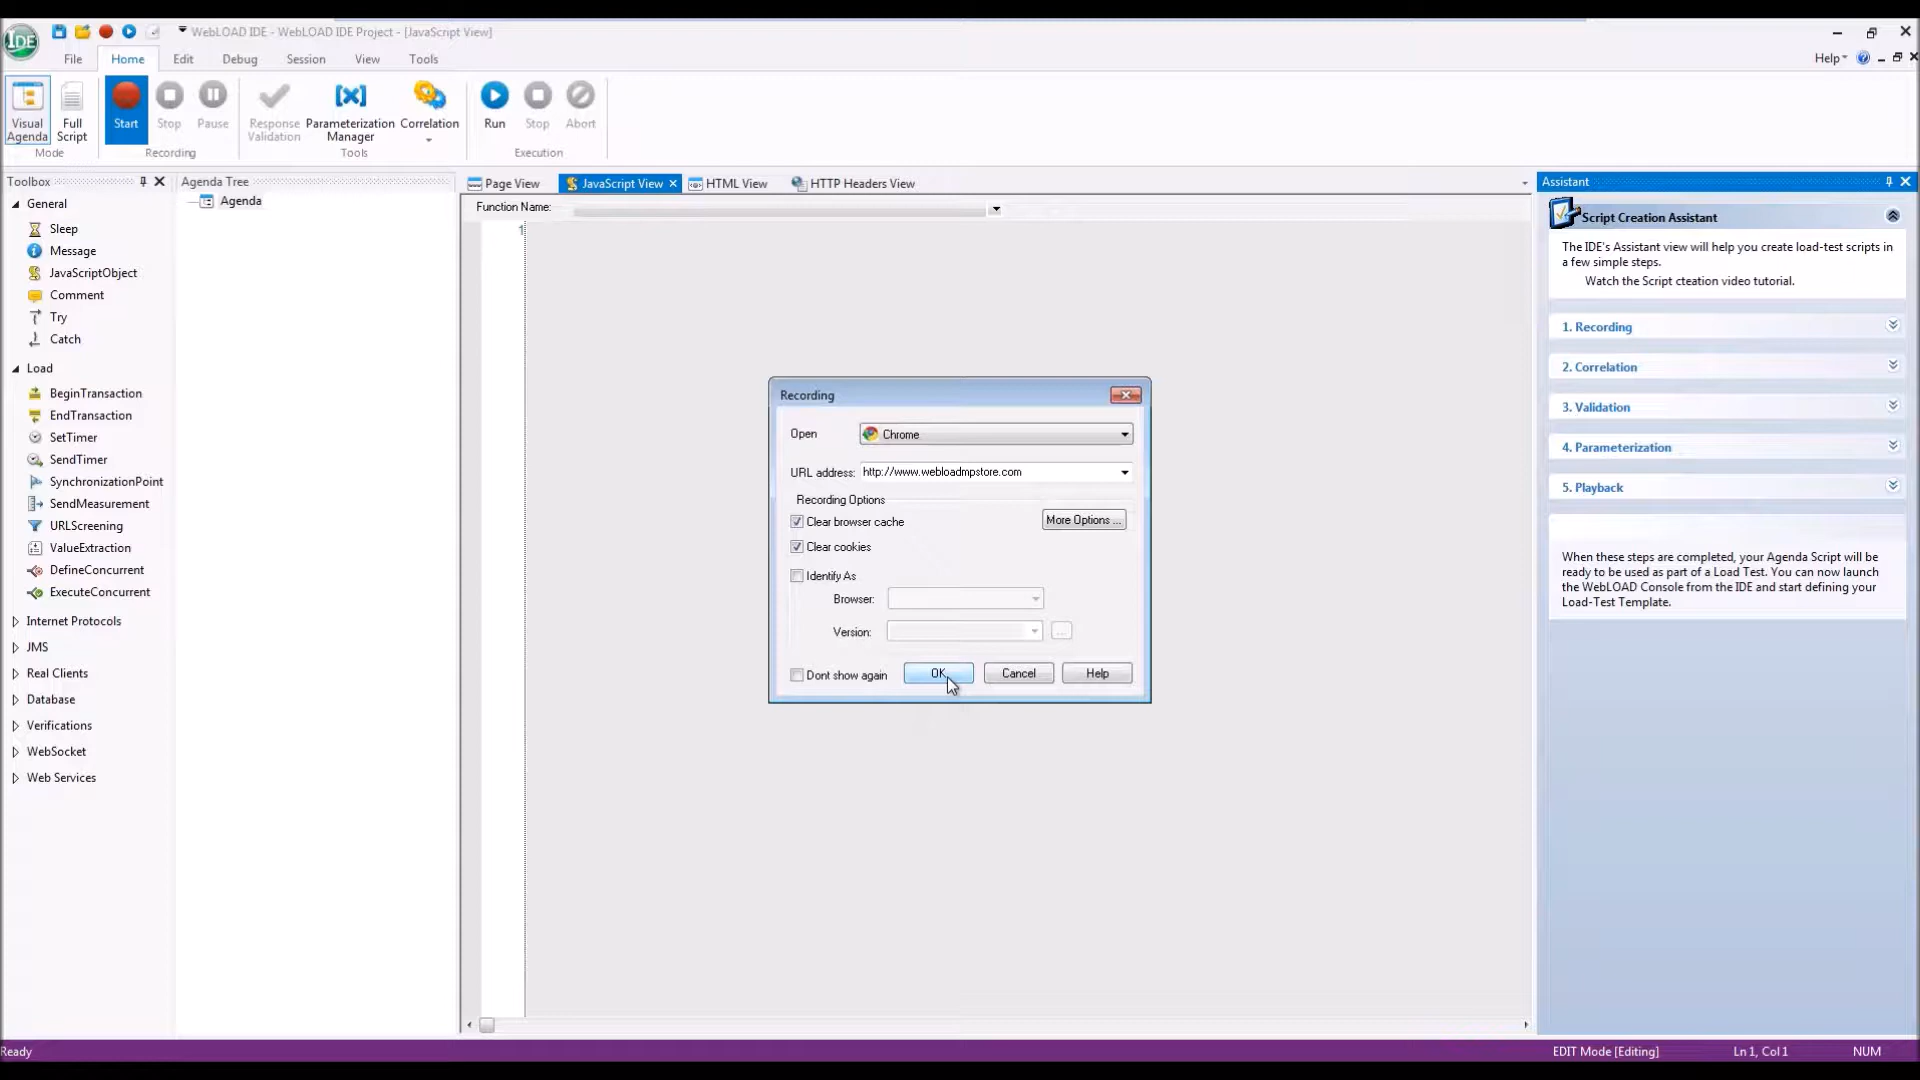 IDE
WebLOAD IDE - WebLOAD IDE Project - [JavaScript View]
File Home Edit Debug Session View Tools
Help
Visual Agenda
Full Script
Start
Stop
Pause
Response Validation
Parameterization Manager
Correlation
Run
Stop
Abort
Mode
Recording
Tools
Execution
Toolbox
General
Sleep
Message
JavaScriptObject
Comment
Try
Catch
Load
BeginTransaction
EndTransaction
SetTimer
SendTimer
SynchronizationPoint
SendMeasurement
URLScreening
ValueExtraction
DefineConcurrent
ExecuteConcurrent
Internet Protocols
JMS
Real Clients
Database
Verifications
WebSocket
Web Services
Agenda Tree
Agenda
Page View
JavaScript View
HTML View
HTTP Headers View
Function Name:
1
Recording
Open Chrome
URL address: http://www.webloadmpstore.com
Recording Options
Clear browser cache
More Options ...
Clear cookies
Identify As
Browser:
Version:
...
Dont show again
OK
Cancel
Help
Assistant
Script Creation Assistant
The IDE's Assistant view will help you create load-test scripts in
a few simple steps.
Watch the Script cteation video tutorial.
1. Recording
2. Correlation
3. Validation
4. Parameterization
5. Playback
When these steps are completed, your Agenda Script will be
ready to be used as part of a Load Test. You can now launch
the WebLOAD Console from the IDE and start defining your
Load-Test Template.
Ready
EDIT Mode [Editing]
Ln 1, Col 1
NUM